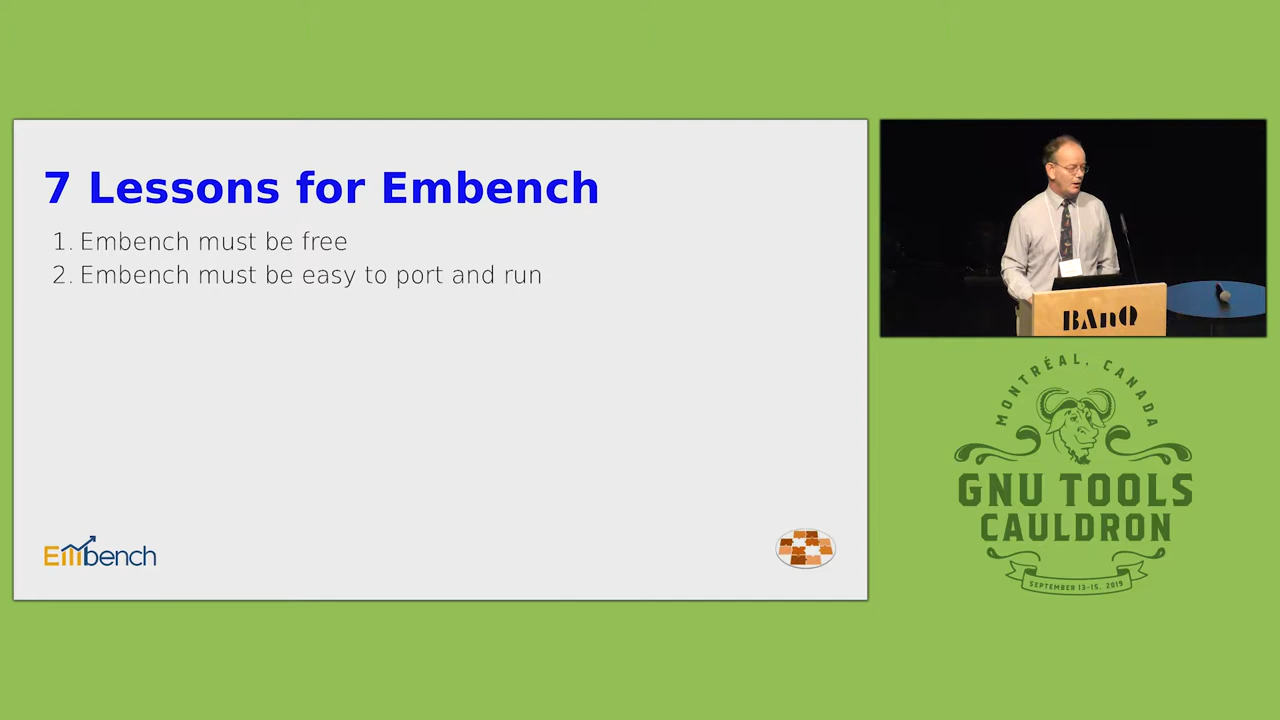 7 Lessons for Embench
1. Embench must be free
2. Embench must be easy to port and run
Embench
BAnQ
MONTRÉAL, CANADA
GNU TOOLS
CAULDRON
SEPTEMBER 13-15, 2019